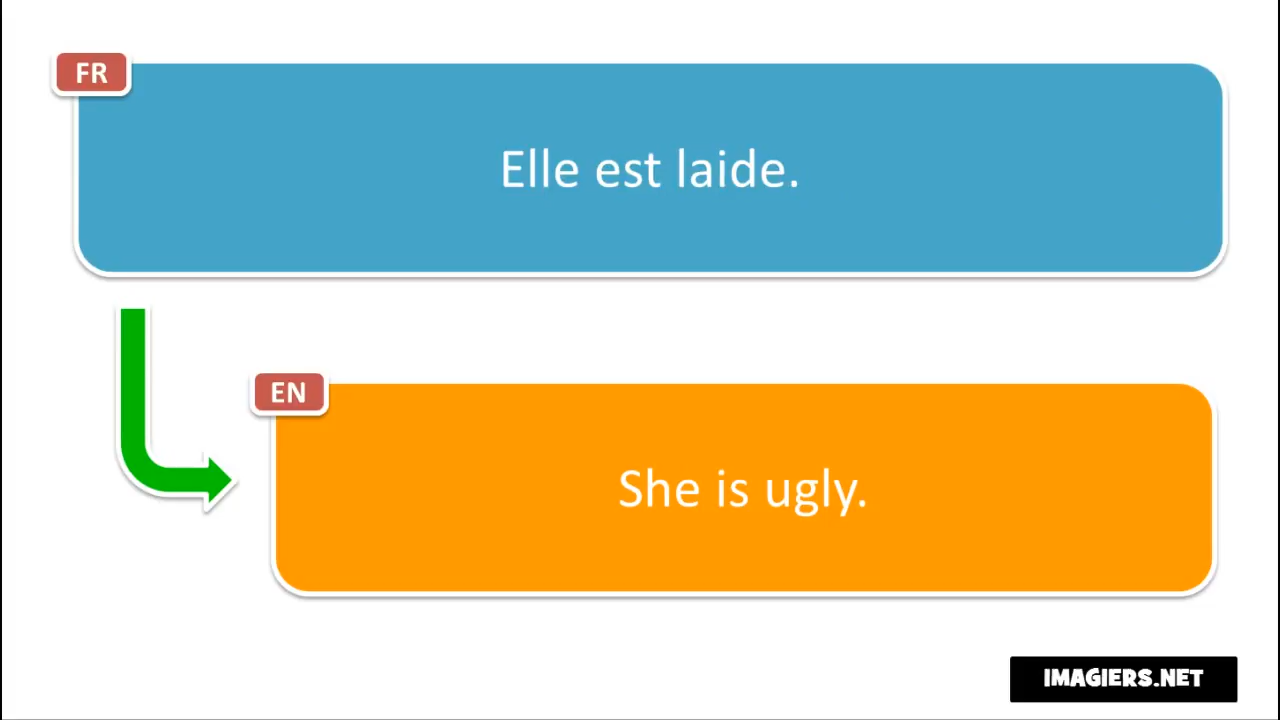 FR
Elle est laide.
EN
She is ugly.
IMAGIERS.NET